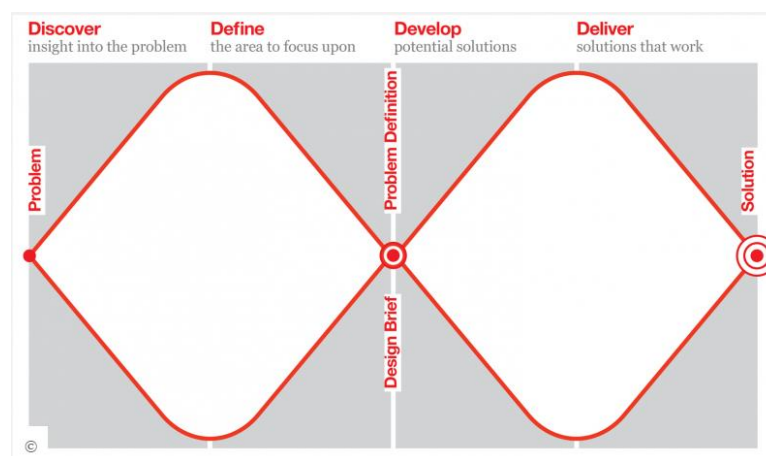 Discover
insight into the problem
Define
the area to focus upon
Develop
potential solutions
Deliver
solutions that work
Problem
Problem Definition
Design Brief
Solution
©